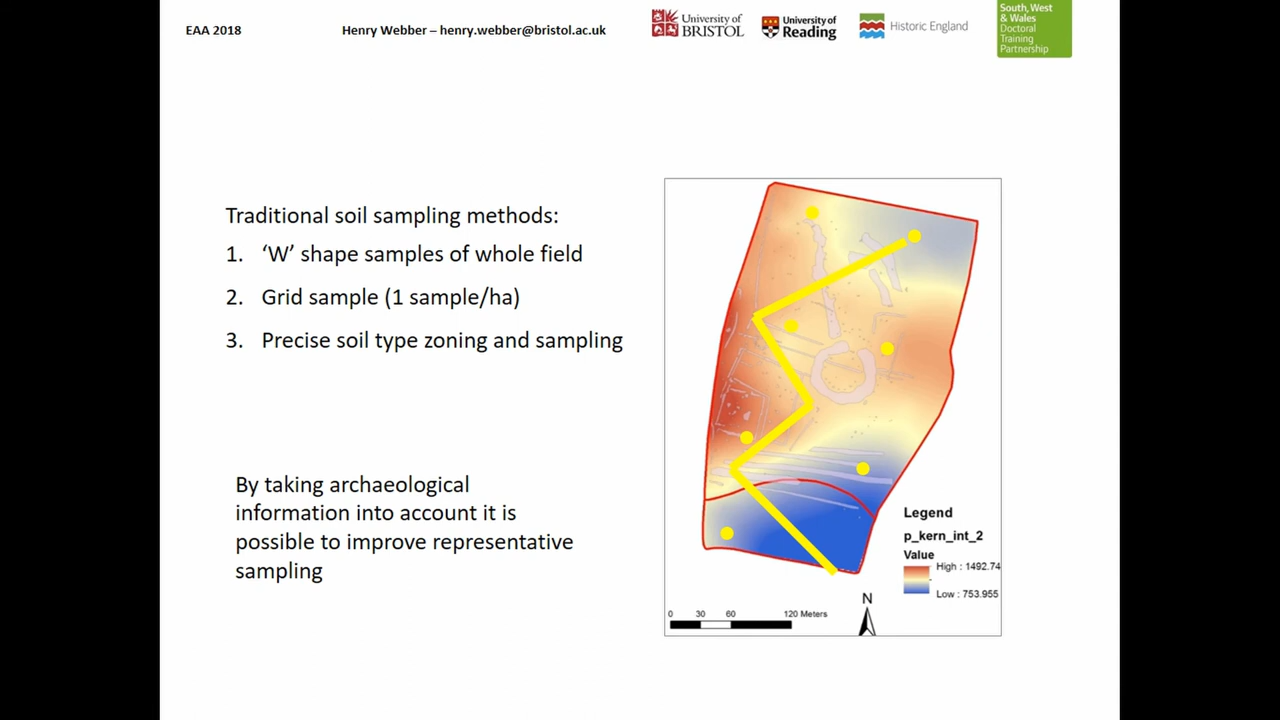 EAA 2018
Henry Webber – henry.webber@bristol.ac.uk
University of
BRISTOL
University of
Reading
Historic England
South, West
& Wales
Doctoral
Training
Partnership
Traditional soil sampling methods:
1. ‘W’ shape samples of whole field
2. Grid sample (1 sample/ha)
3. Precise soil type zoning and sampling
By taking archaeological
information into account it is
possible to improve representative
sampling
Legend
p_kern_int_2
Value
High : 1492.74
Low : 753.955
N
0 30 60 120 Meters